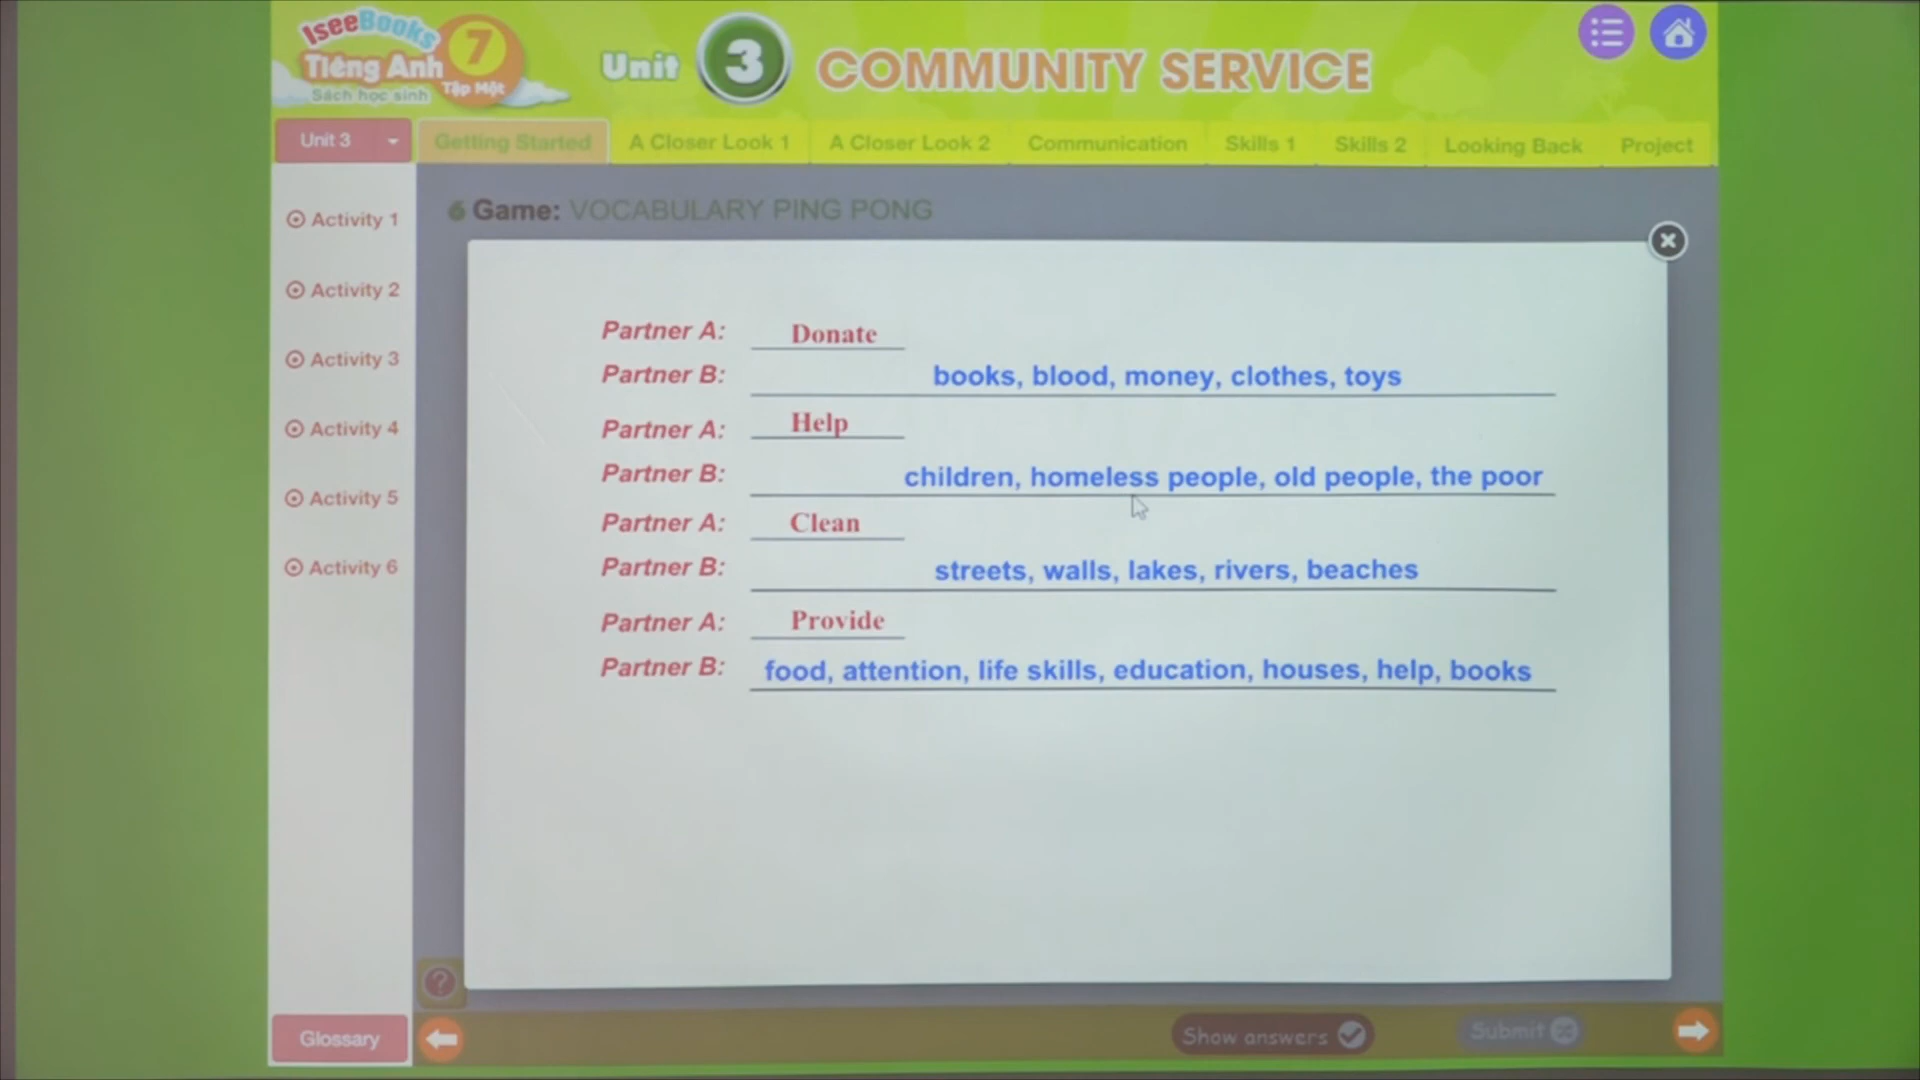 IseeBooks
Tiếng Anh 7
Sách học sinh Tập Một
Unit 3 COMMUNITY SERVICE
Unit 3 Getting Started A Closer Look 1 A Closer Look 2 Communication Skills 1 Skills 2 Looking Back Project
Activity 1
Activity 2
Activity 3
Activity 4
Activity 5
Activity 6
6 Game: VOCABULARY PING PONG
Partner A: Donate
Partner B: books, blood, money, clothes, toys
Partner A: Help
Partner B: children, homeless people, old people, the poor
Partner A: Clean
Partner B: streets, walls, lakes, rivers, beaches
Partner A: Provide
Partner B: food, attention, life skills, education, houses, help, books
?
Glossary Show answers Submit